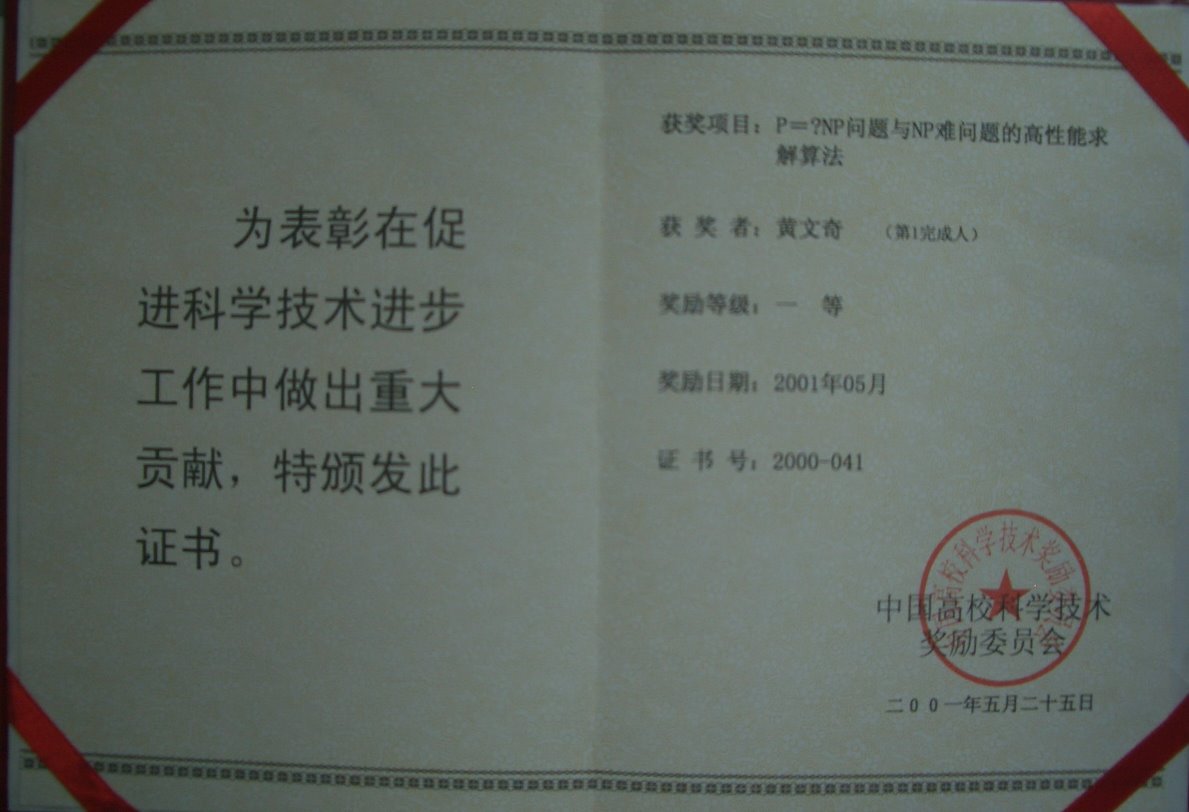 为表彰在促
进科学技术进步
工作中做出重大
贡献，特颁发此
证书。
获奖项目：P＝?NP问题与NP难问题的高性能求
解算法
获 奖 者：黄文奇 （第1完成人）
奖励等级：一 等
奖励日期：2001年05月
证 书 号：2000-041
高校科学技术奖励
中国高校科学技术
奖励委员会
二00一年五月二十五日